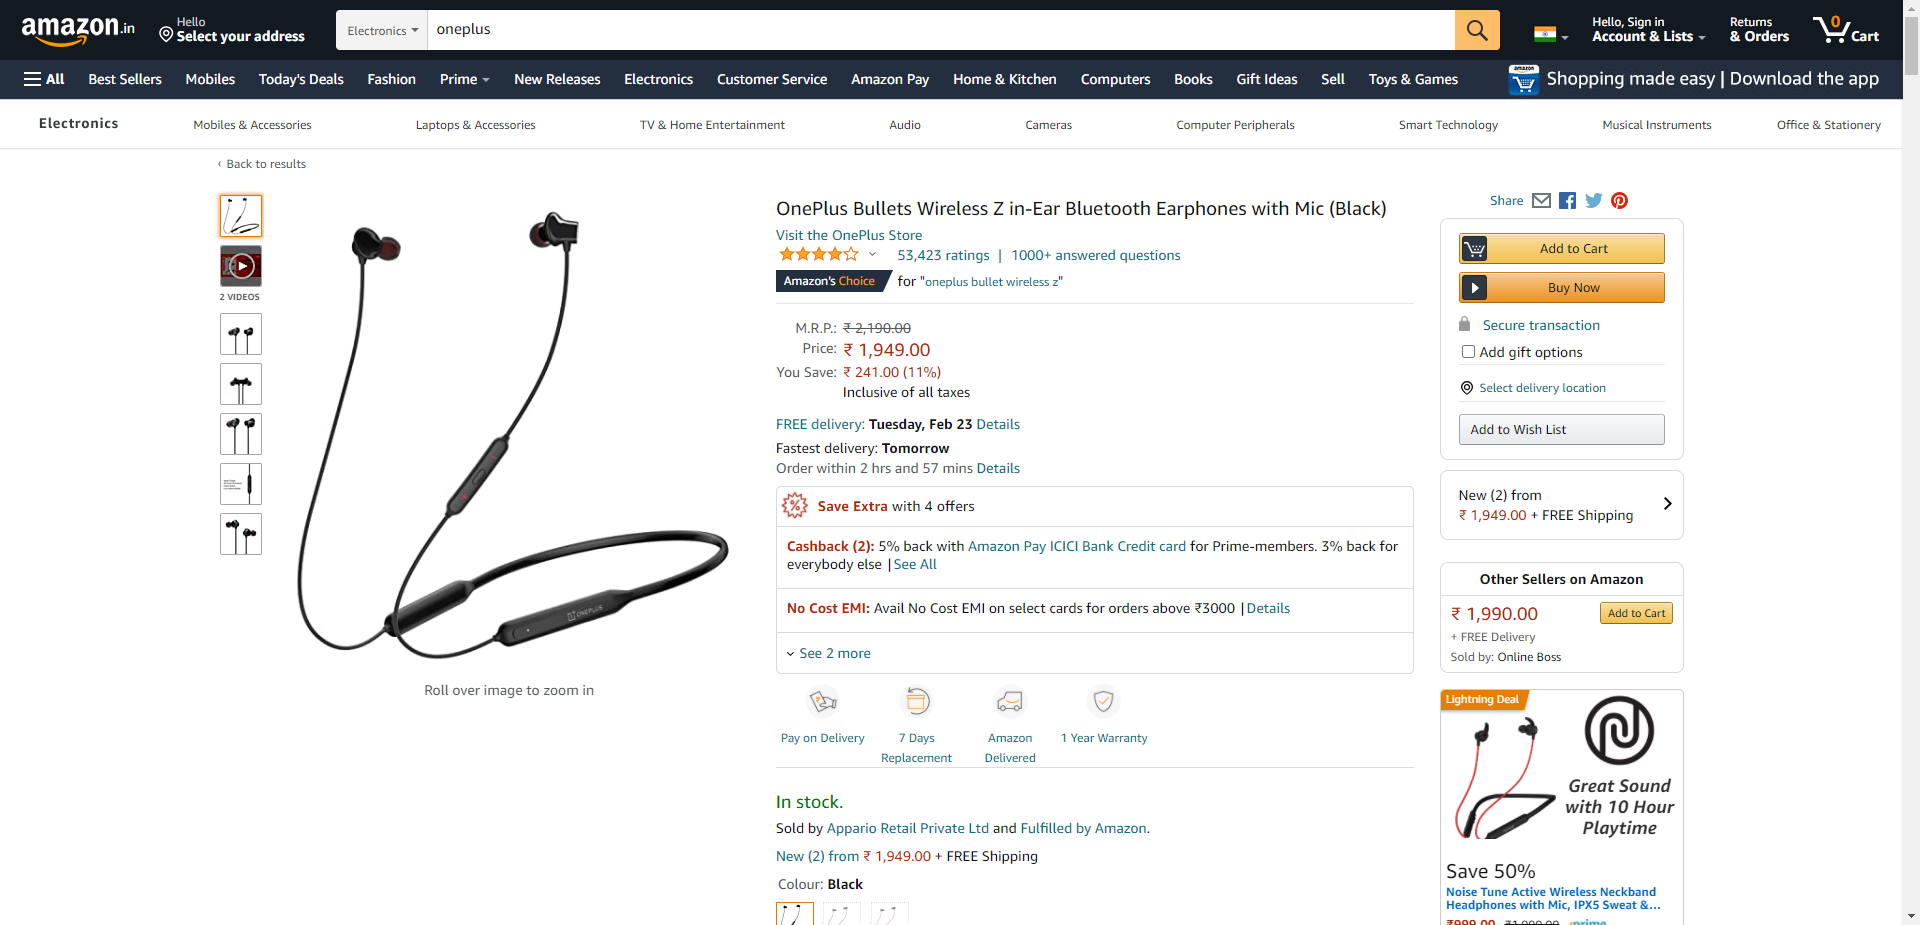 amazon.in
Hello
Select your address
Electronics
oneplus
Hello, Sign in
Account & Lists
Returns
& Orders
0
Cart
All
Best Sellers
Mobiles
Today's Deals
Fashion
Prime
New Releases
Electronics
Customer Service
Amazon Pay
Home & Kitchen
Computers
Books
Gift Ideas
Sell
Toys & Games
amazon
Shopping made easy | Download the app
Electronics
Mobiles & Accessories
Laptops & Accessories
TV & Home Entertainment
Audio
Cameras
Computer Peripherals
Smart Technology
Musical Instruments
Office & Stationery
‹ Back to results
2 VIDEOS
ONEPLUS
Roll over image to zoom in
OnePlus Bullets Wireless Z in-Ear Bluetooth Earphones with Mic (Black)
Visit the OnePlus Store
53,423 ratings | 1000+ answered questions
Amazon's Choice for "oneplus bullet wireless z"
M.R.P.: ₹ 2,190.00
Price: ₹ 1,949.00
You Save: ₹ 241.00 (11%)
Inclusive of all taxes
FREE delivery: Tuesday, Feb 23 Details
Fastest delivery: Tomorrow
Order within 2 hrs and 57 mins Details
Save Extra with 4 offers
Cashback (2): 5% back with Amazon Pay ICICI Bank Credit card for Prime-members. 3% back for
everybody else | See All
No Cost EMI: Avail No Cost EMI on select cards for orders above ₹3000 | Details
See 2 more
Pay on Delivery
7 Days
Replacement
Amazon
Delivered
1 Year Warranty
In stock.
Sold by Appario Retail Private Ltd and Fulfilled by Amazon.
New (2) from ₹ 1,949.00 + FREE Shipping
Colour: Black
Share
Add to Cart
Buy Now
Secure transaction
Add gift options
Select delivery location
Add to Wish List
New (2) from
₹ 1,949.00 + FREE Shipping
Other Sellers on Amazon
₹ 1,990.00
Add to Cart
+ FREE Delivery
Sold by: Online Boss
Lightning Deal
Great Sound
with 10 Hour
Playtime
Save 50%
Noise Tune Active Wireless Neckband
Headphones with Mic, IPX5 Sweat &...
₹999.00 ₹1,999.00 prime